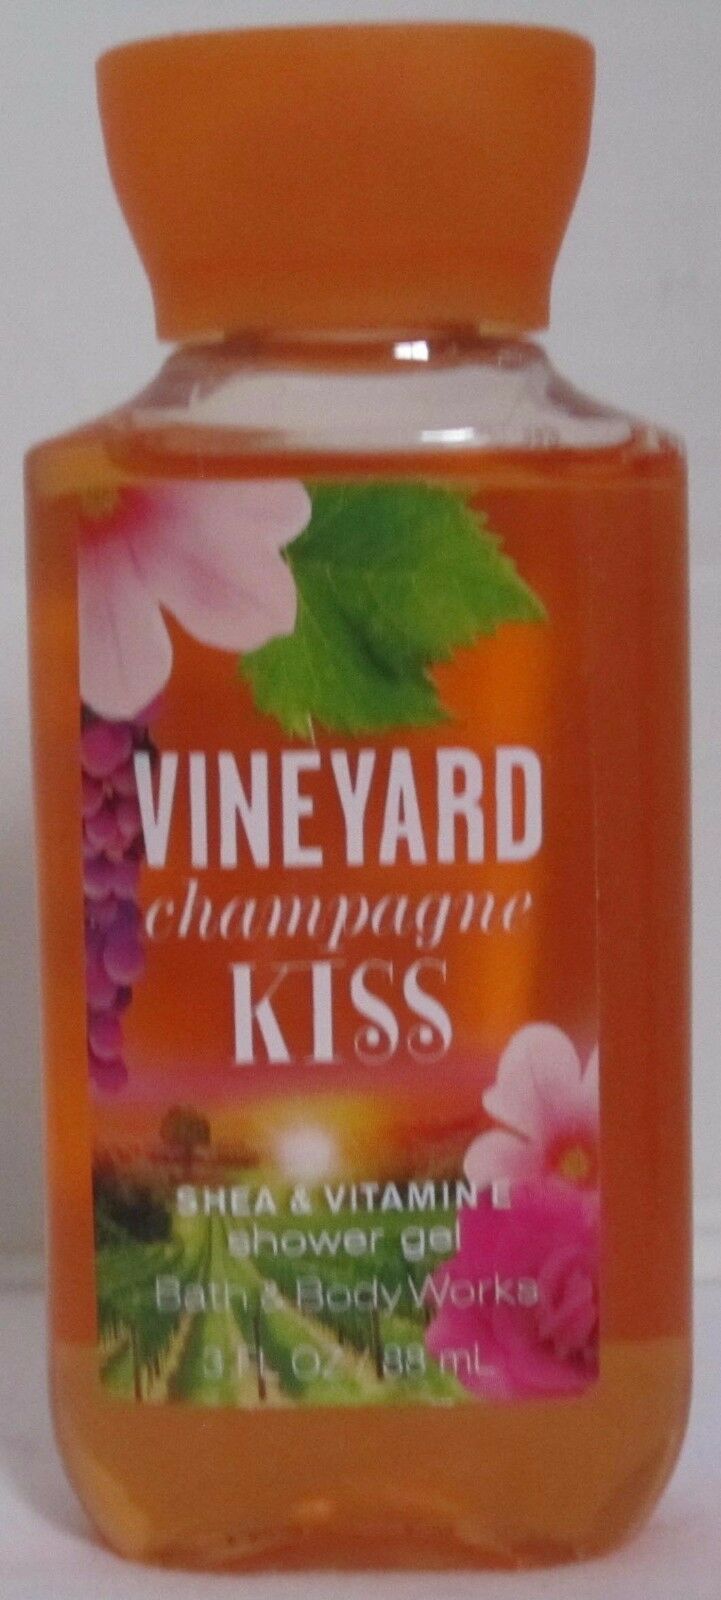 VINEYARD
champagne
KISS
SHEA & VITAMIN E
shower gel
Bath & Body Works
3 FL OZ / 88 mL